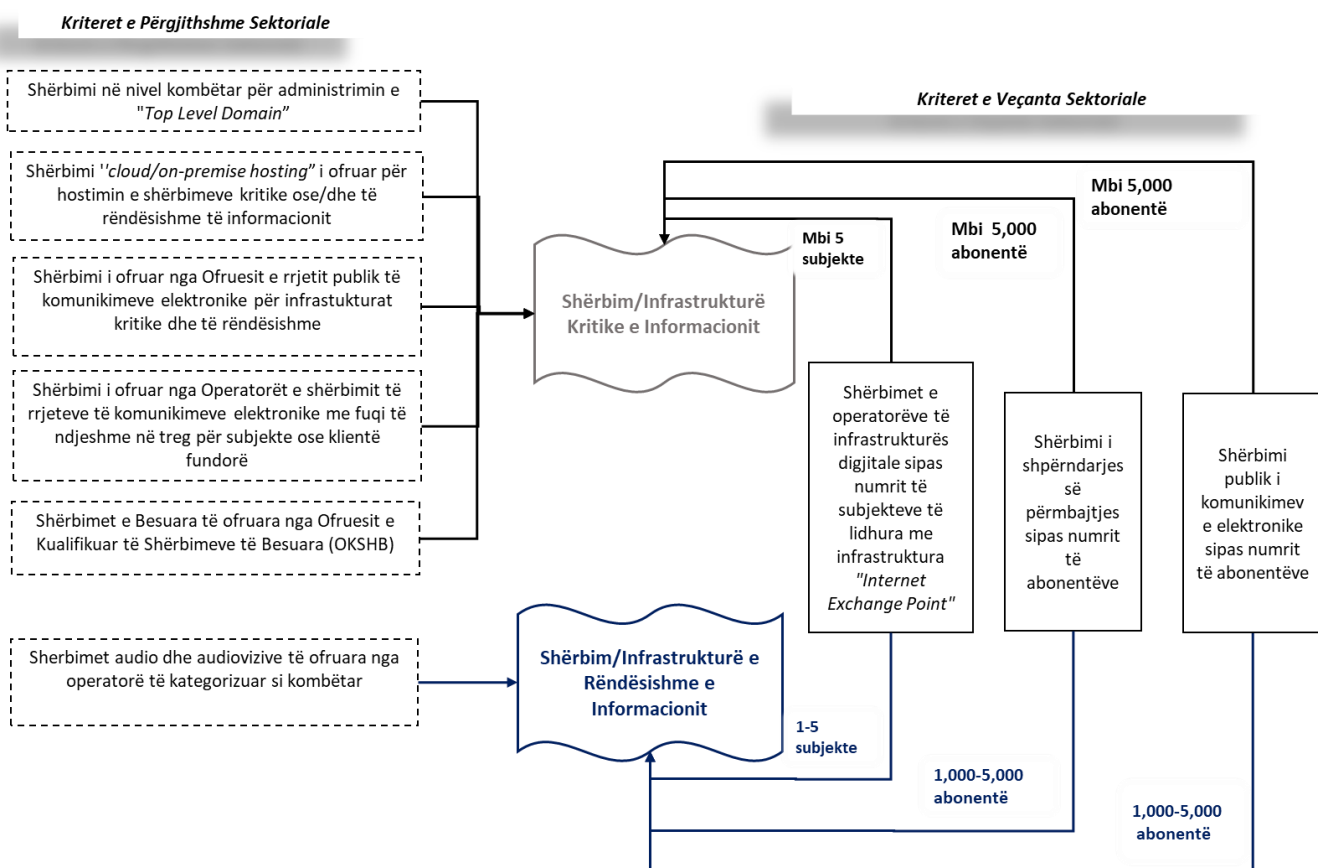 Kriteret e Përgjithshme Sektoriale
Shërbimi në nivel kombëtar për administrimin e
"Top Level Domain”
Shërbimi ''cloud/on-premise hosting” i ofruar për
hostimin e shërbimeve kritike ose/dhe të
rëndësishme të informacionit
Shërbimi i ofruar nga Ofruesit e rrjetit publik të
komunikimeve elektronike për infrastukturat
kritike dhe të rëndësishme
Shërbimi i ofruar nga Operatorët e shërbimit të
rrjeteve të komunikimeve elektronike me fuqi të
ndjeshme në treg për subjekte ose klientë
fundorë
Shërbimet e Besuara të ofruara nga Ofruesit e
Kualifikuar të Shërbimeve të Besuara (OKSHB)
Sherbimet audio dhe audiovizive të ofruara nga
operatorë të kategorizuar si kombëtar
Shërbim/Infrastrukturë
Kritike e Informacionit
Shërbim/Infrastrukturë e
Rëndësishme e
Informacionit
Kriteret e Veçanta Sektoriale
Mbi 5
subjekte
Mbi 5,000
abonentë
Mbi 5,000
abonentë
Shërbimet e
operatorëve të
infrastrukturës
digjitale sipas
numrit të
subjekteve të
lidhura me
infrastruktura
"Internet
Exchange Point"
Shërbimi i
shpërndarjes
së
përmbajtjes
sipas numrit
të
abonentëve
Shërbimi
publik i
komunikimev
e elektronike
sipas numrit
të abonentëve
1-5
subjekte
1,000-5,000
abonentë
1,000-5,000
abonentë